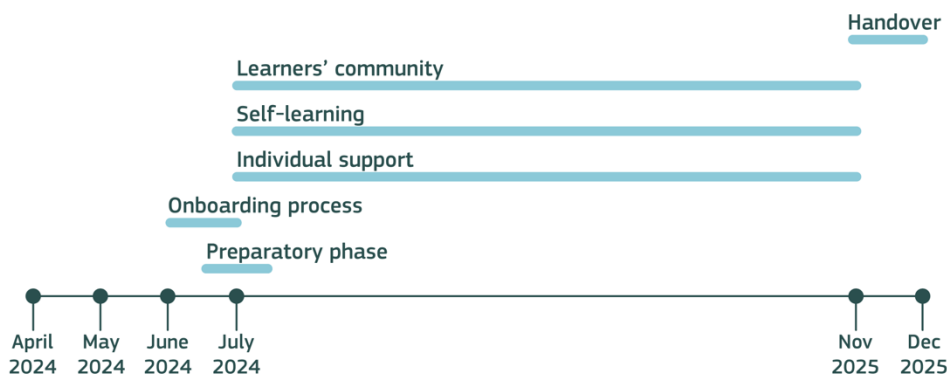 Handover
Learners' community
Self-learning
Individual support
Onboarding process
Preparatory phase
April May June July Nov Dec
2024 2024 2024 2024 2025 2025